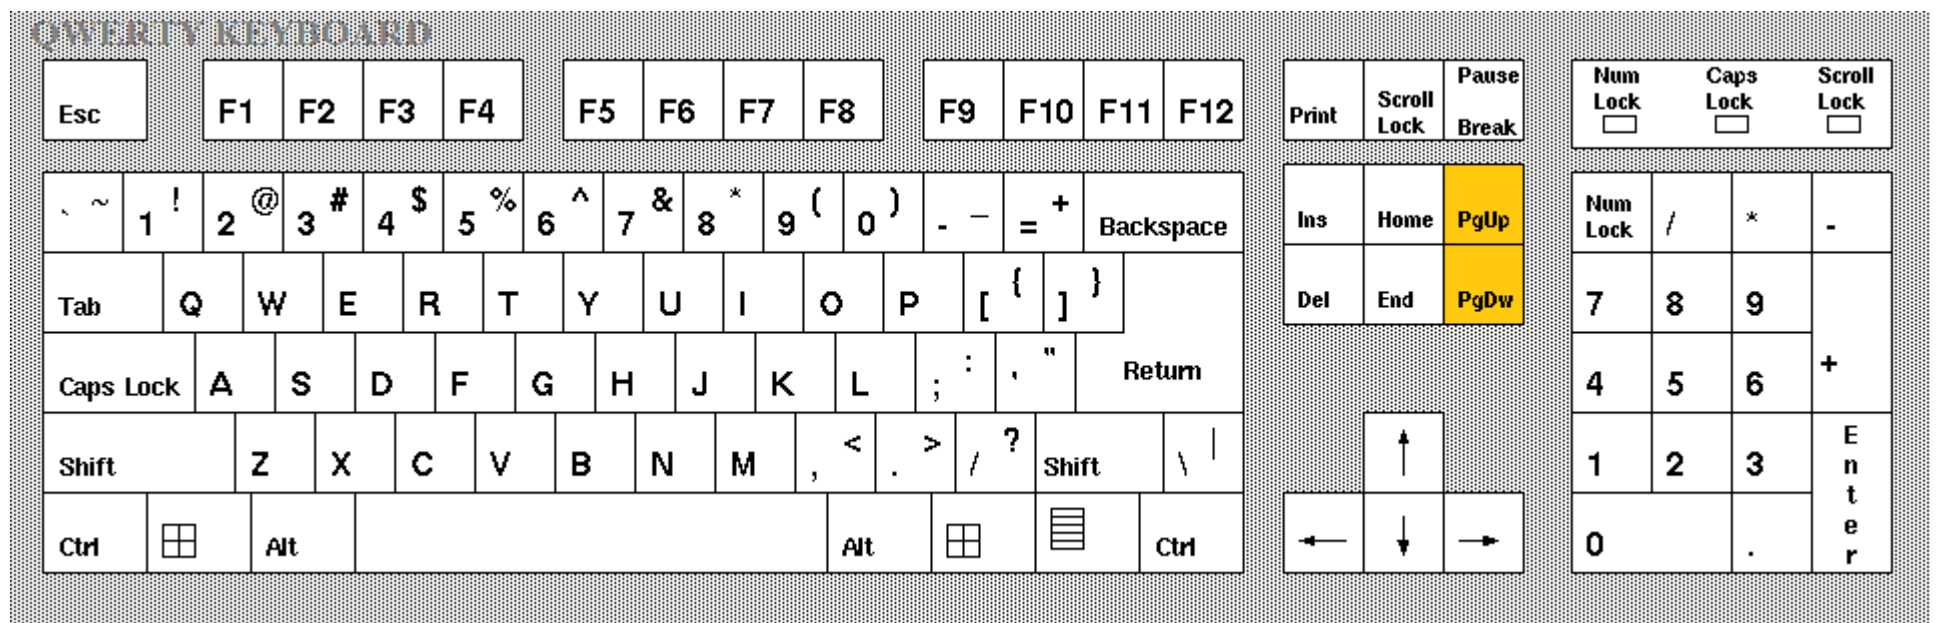 QWERTY KEYBOARD
Esc F1 F2 F3 F4 F5 F6 F7 F8 F9 F10 F11 F12 Print Scroll Lock Pause Break Num Lock Caps Lock Scroll Lock
` ~ 1 ! 2 @ 3 # 4 $ 5 % 6 ^ 7 & 8 * 9 ( 0 ) - _ = + Backspace Ins Home PgUp Num Lock / * -
Tab Q W E R T Y U I O P [ { ] } Del End PgDw 7 8 9 +
Caps Lock A S D F G H J K L ; : ' " Return 4 5 6
Shift Z X C V B N M , < . > / ? Shift \ | ↑ 1 2 3 Enter
Ctrl Alt Alt Ctrl ← ↓ → 0 .